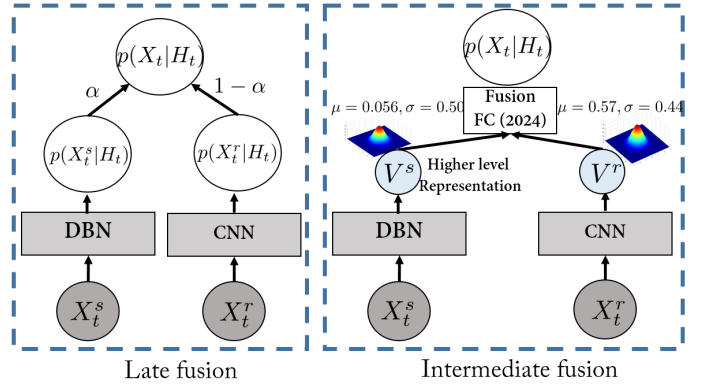 p(X_t|H_t)
α
1 − α
p(X_t^s|H_t)
p(X_t^r|H_t)
DBN
CNN
X_t^s
X_t^r
Late fusion
p(X_t|H_t)
μ = 0.056, σ = 0.50
Fusion
FC (2024)
μ = 0.57, σ = 0.44
V^s
Higher level
Representation
V^r
DBN
CNN
X_t^s
X_t^r
Intermediate fusion